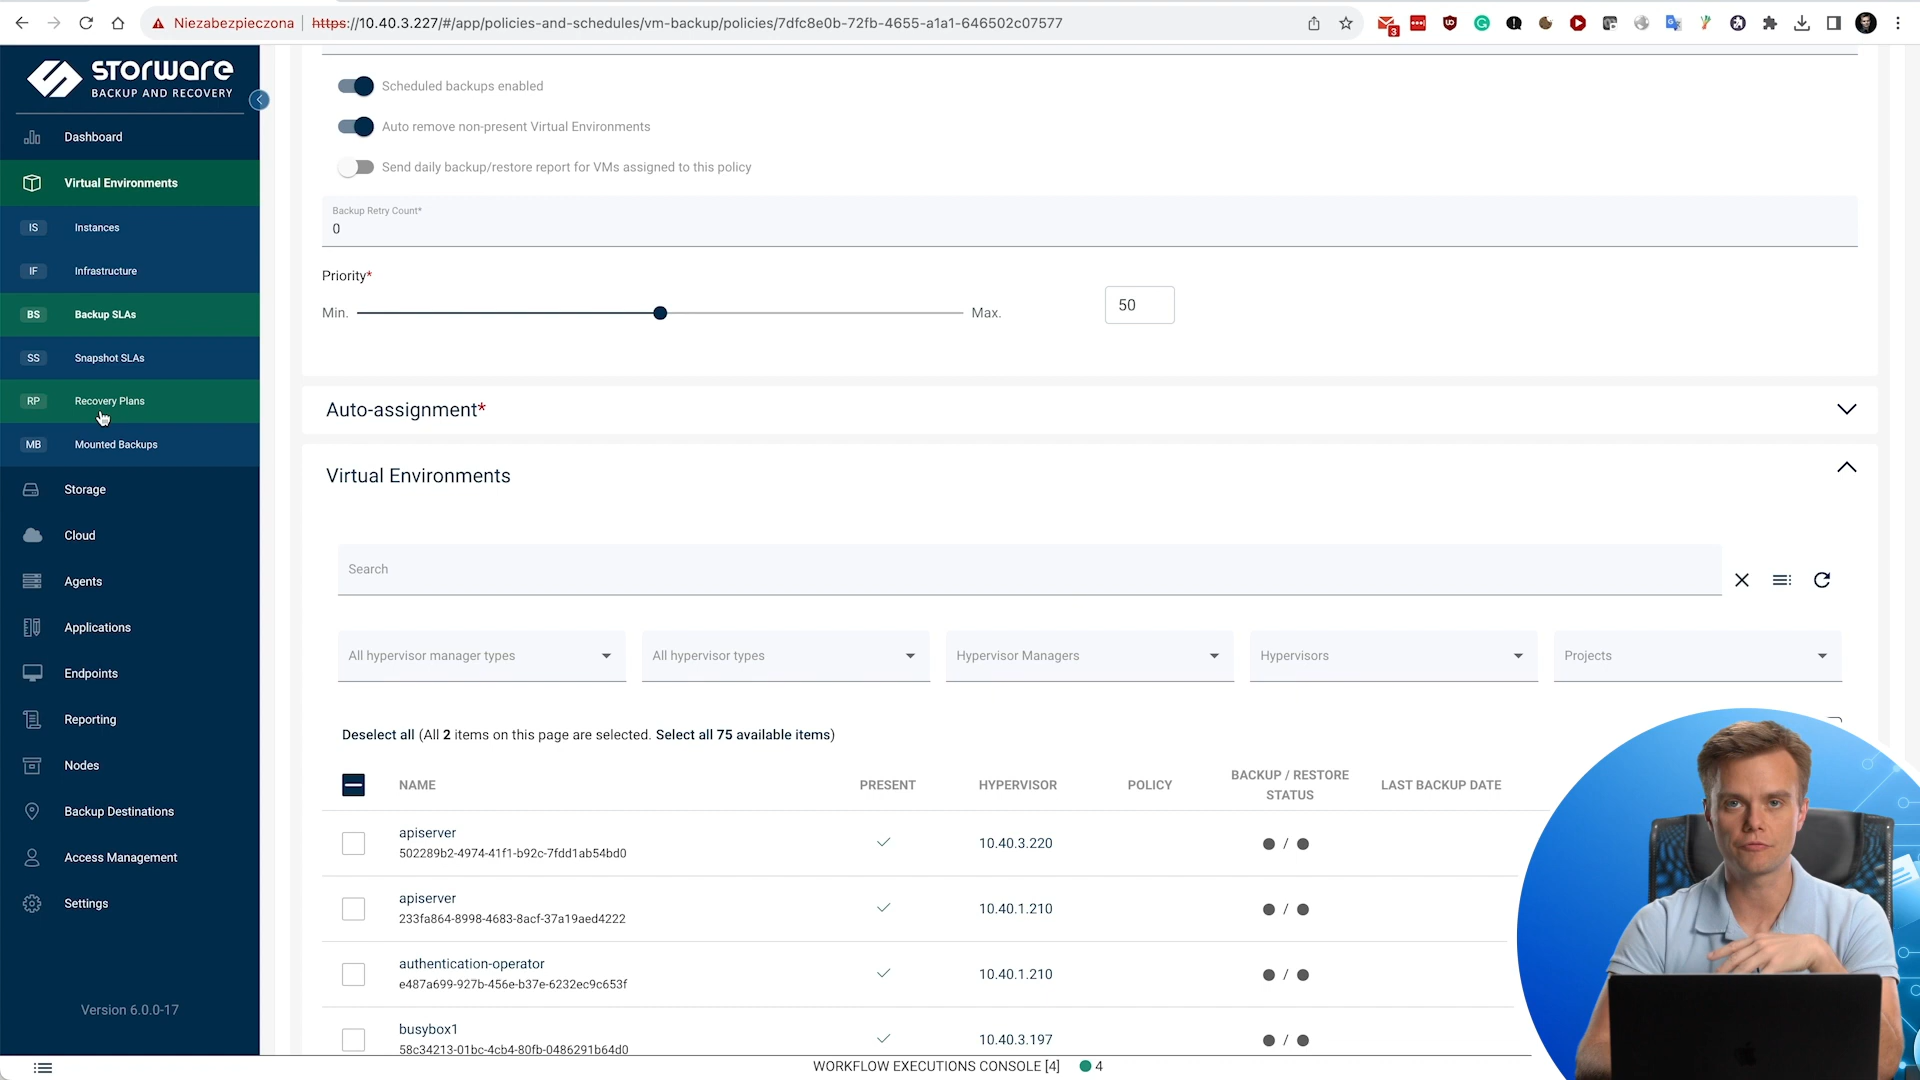 Niezabezpieczona
https://10.40.3.227/#/app/policies-and-schedules/vm-backup/policies/7dfc8e0b-72fb-4655-a1a1-646502c07577
3
STORWARE
BACKUP AND RECOVERY
Dashboard
Virtual Environments
IS Instances
IF Infrastructure
BS Backup SLAs
SS Snapshot SLAs
RP Recovery Plans
MB Mounted Backups
Storage
Cloud
Agents
Applications
Endpoints
Reporting
Nodes
Backup Destinations
Access Management
Settings
Version 6.0.0-17
Scheduled backups enabled
Auto remove non-present Virtual Environments
Send daily backup/restore report for VMs assigned to this policy
Backup Retry Count*
0
Priority*
Min.
Max.
50
Auto-assignment*
Virtual Environments
Search
All hypervisor manager types
All hypervisor types
Hypervisor Managers
Hypervisors
Projects
Deselect all (All 2 items on this page are selected. Select all 75 available items)
NAME PRESENT HYPERVISOR POLICY BACKUP / RESTORE STATUS LAST BACKUP DATE
apiserver
502289b2-4974-41f1-b92c-7fdd1ab54bd0
10.40.3.220
/
apiserver
233fa864-8998-4683-8acf-37a19aed4222
10.40.1.210
/
authentication-operator
e487a699-927b-456e-b37e-6232ec9c653f
10.40.1.210
/
busybox1
58c34213-01bc-4cb4-80fb-0486291b64d0
10.40.3.197
/
WORKFLOW EXECUTIONS CONSOLE [4]
4